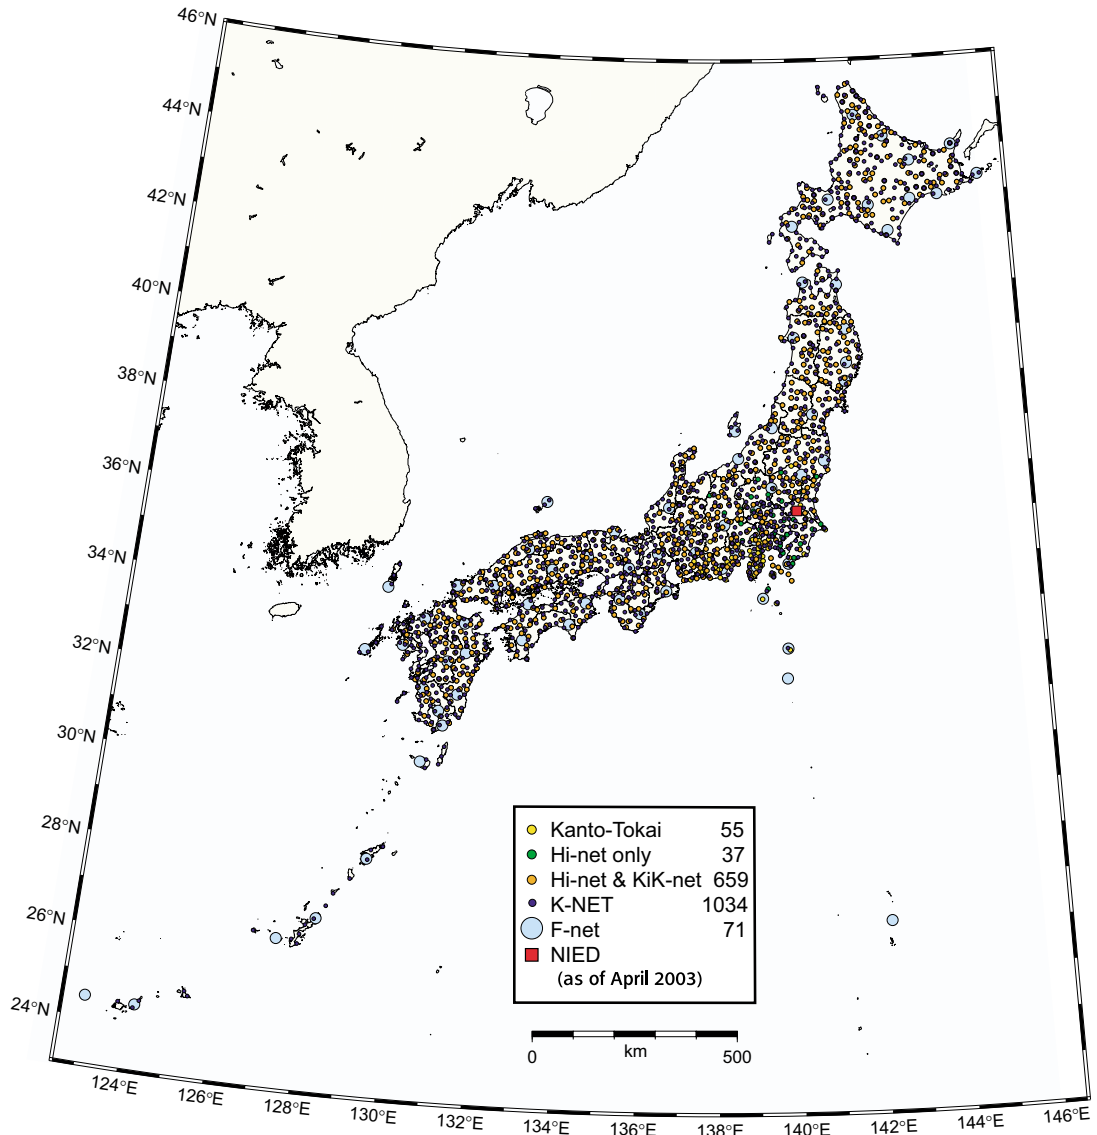 46°N
44°N
42°N
40°N
38°N
36°N
34°N
32°N
30°N
28°N
26°N
24°N
Kanto-Tokai 55
Hi-net only 37
Hi-net & KiK-net 659
K-NET 1034
F-net 71
NIED
(as of April 2003)
0 km 500
124°E 126°E 128°E 130°E 132°E 134°E 136°E 138°E 140°E 142°E 144°E 146°E